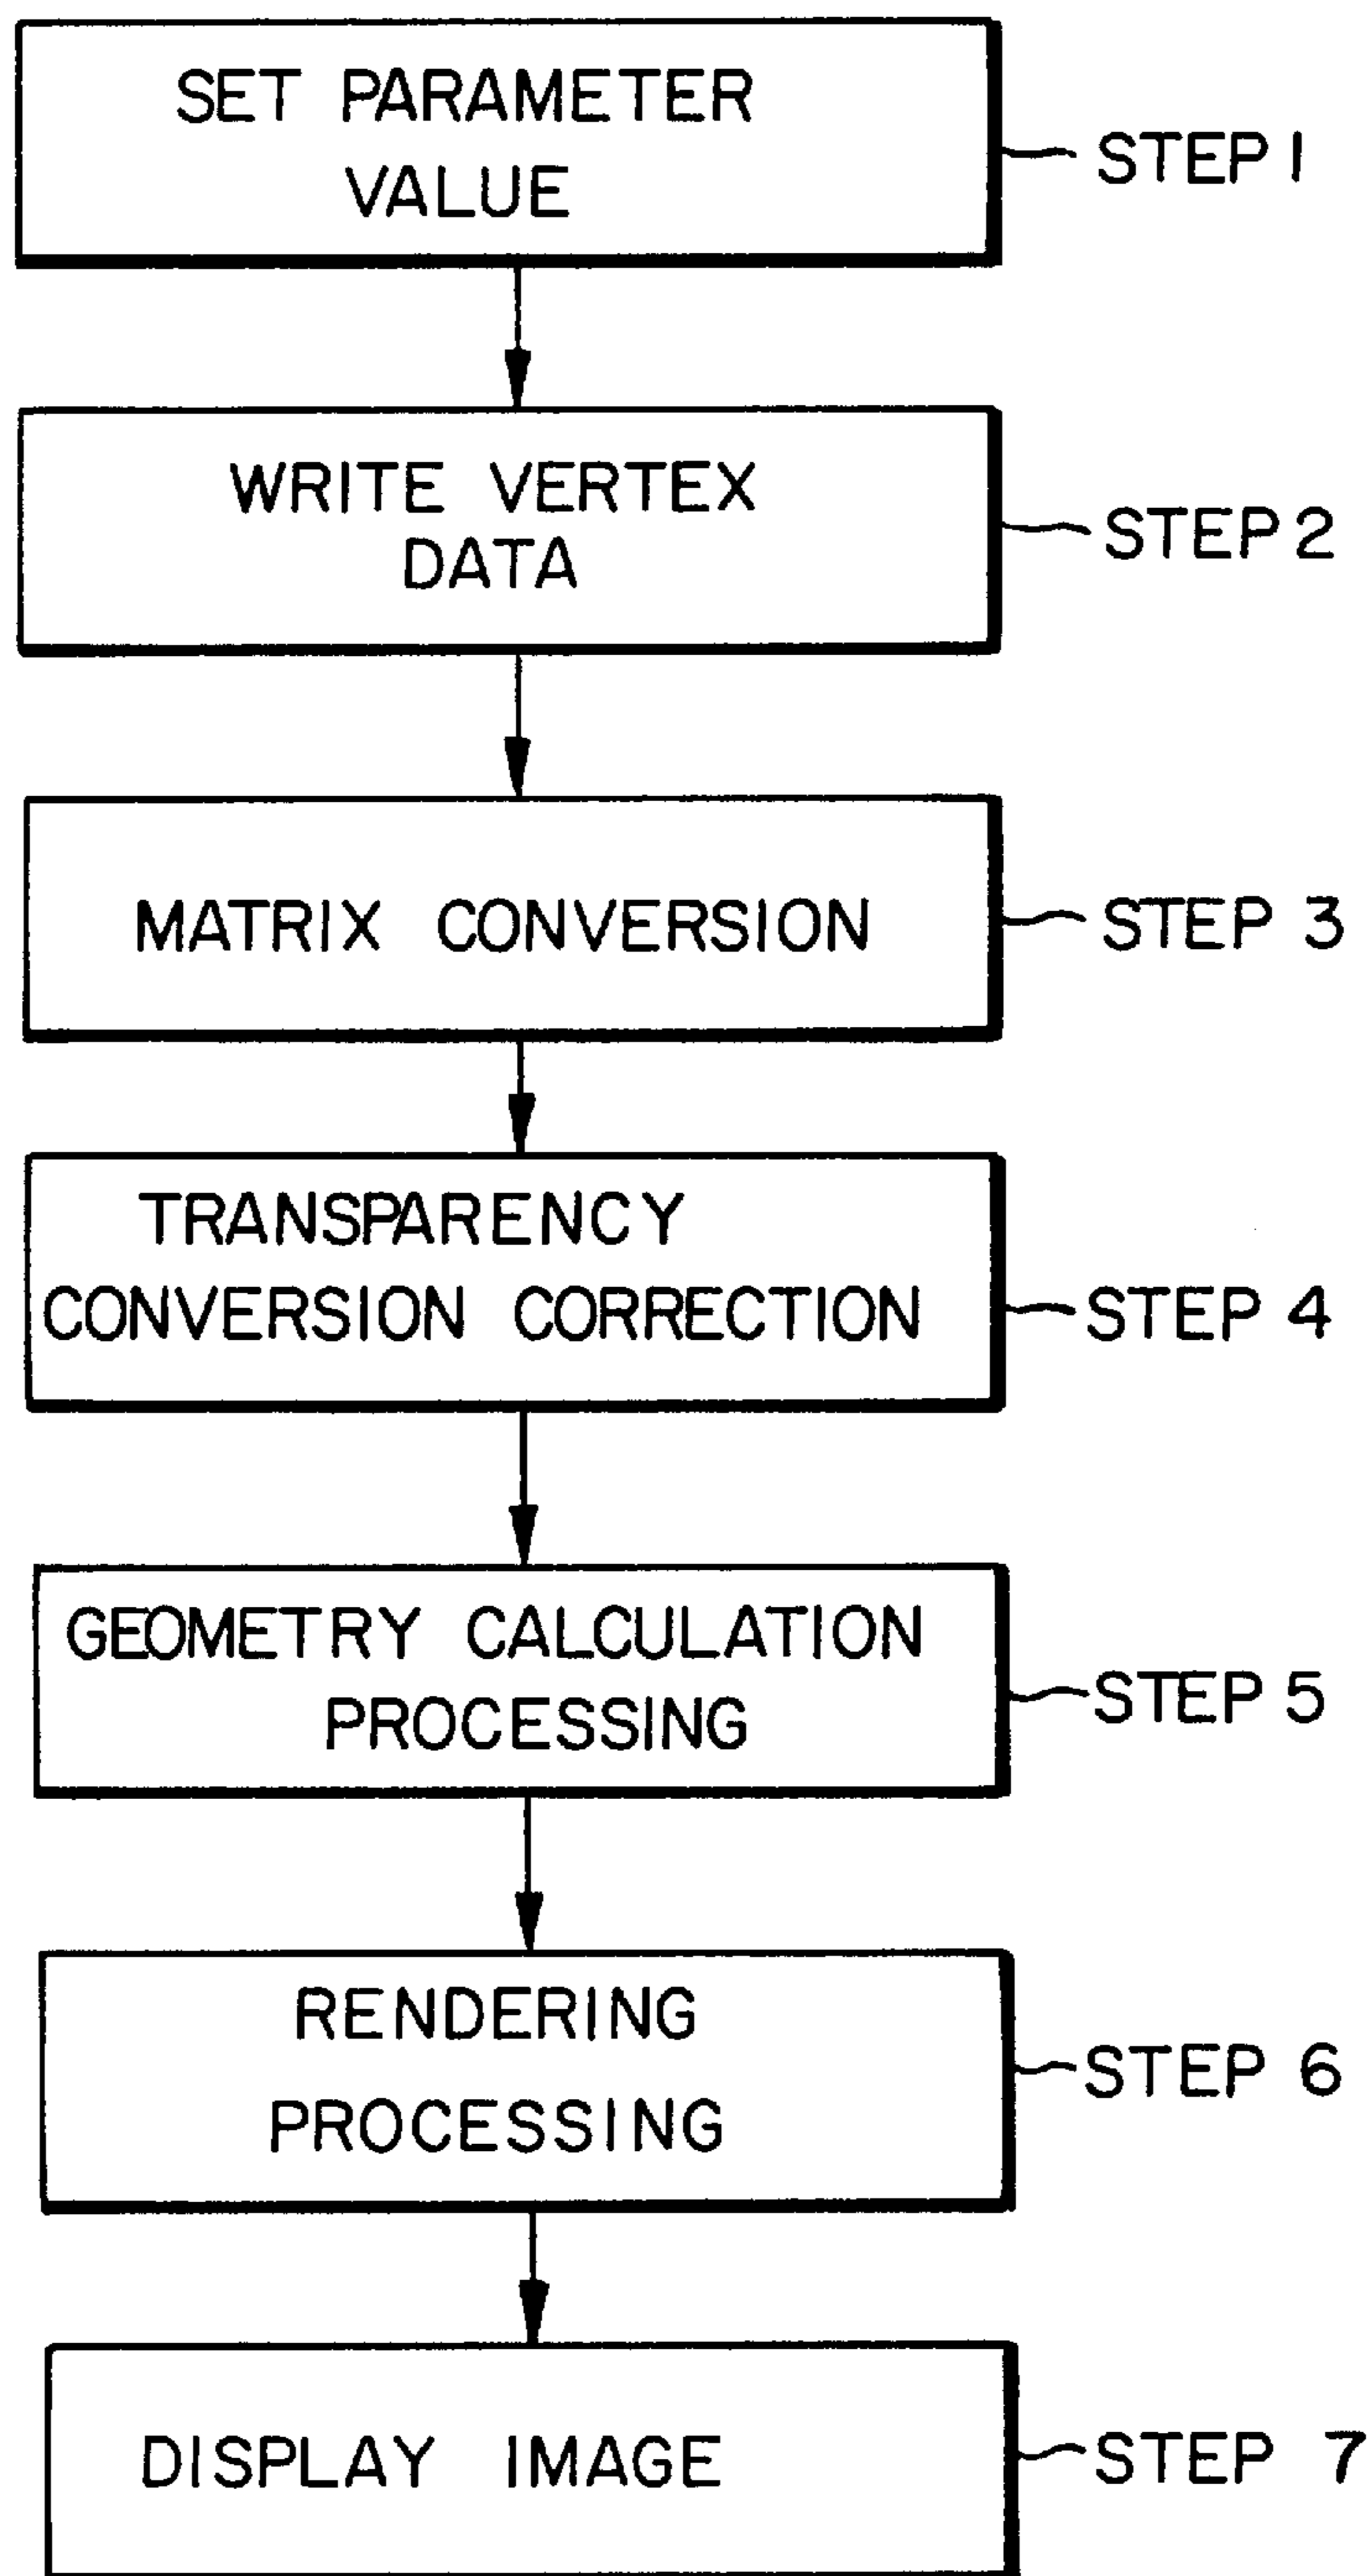 SET PARAMETER
VALUE
STEP 1
WRITE VERTEX
DATA
STEP 2
MATRIX CONVERSION
STEP 3
TRANSPARENCY
CONVERSION CORRECTION
STEP 4
GEOMETRY CALCULATION
PROCESSING
STEP 5
RENDERING
PROCESSING
STEP 6
DISPLAY IMAGE
STEP 7